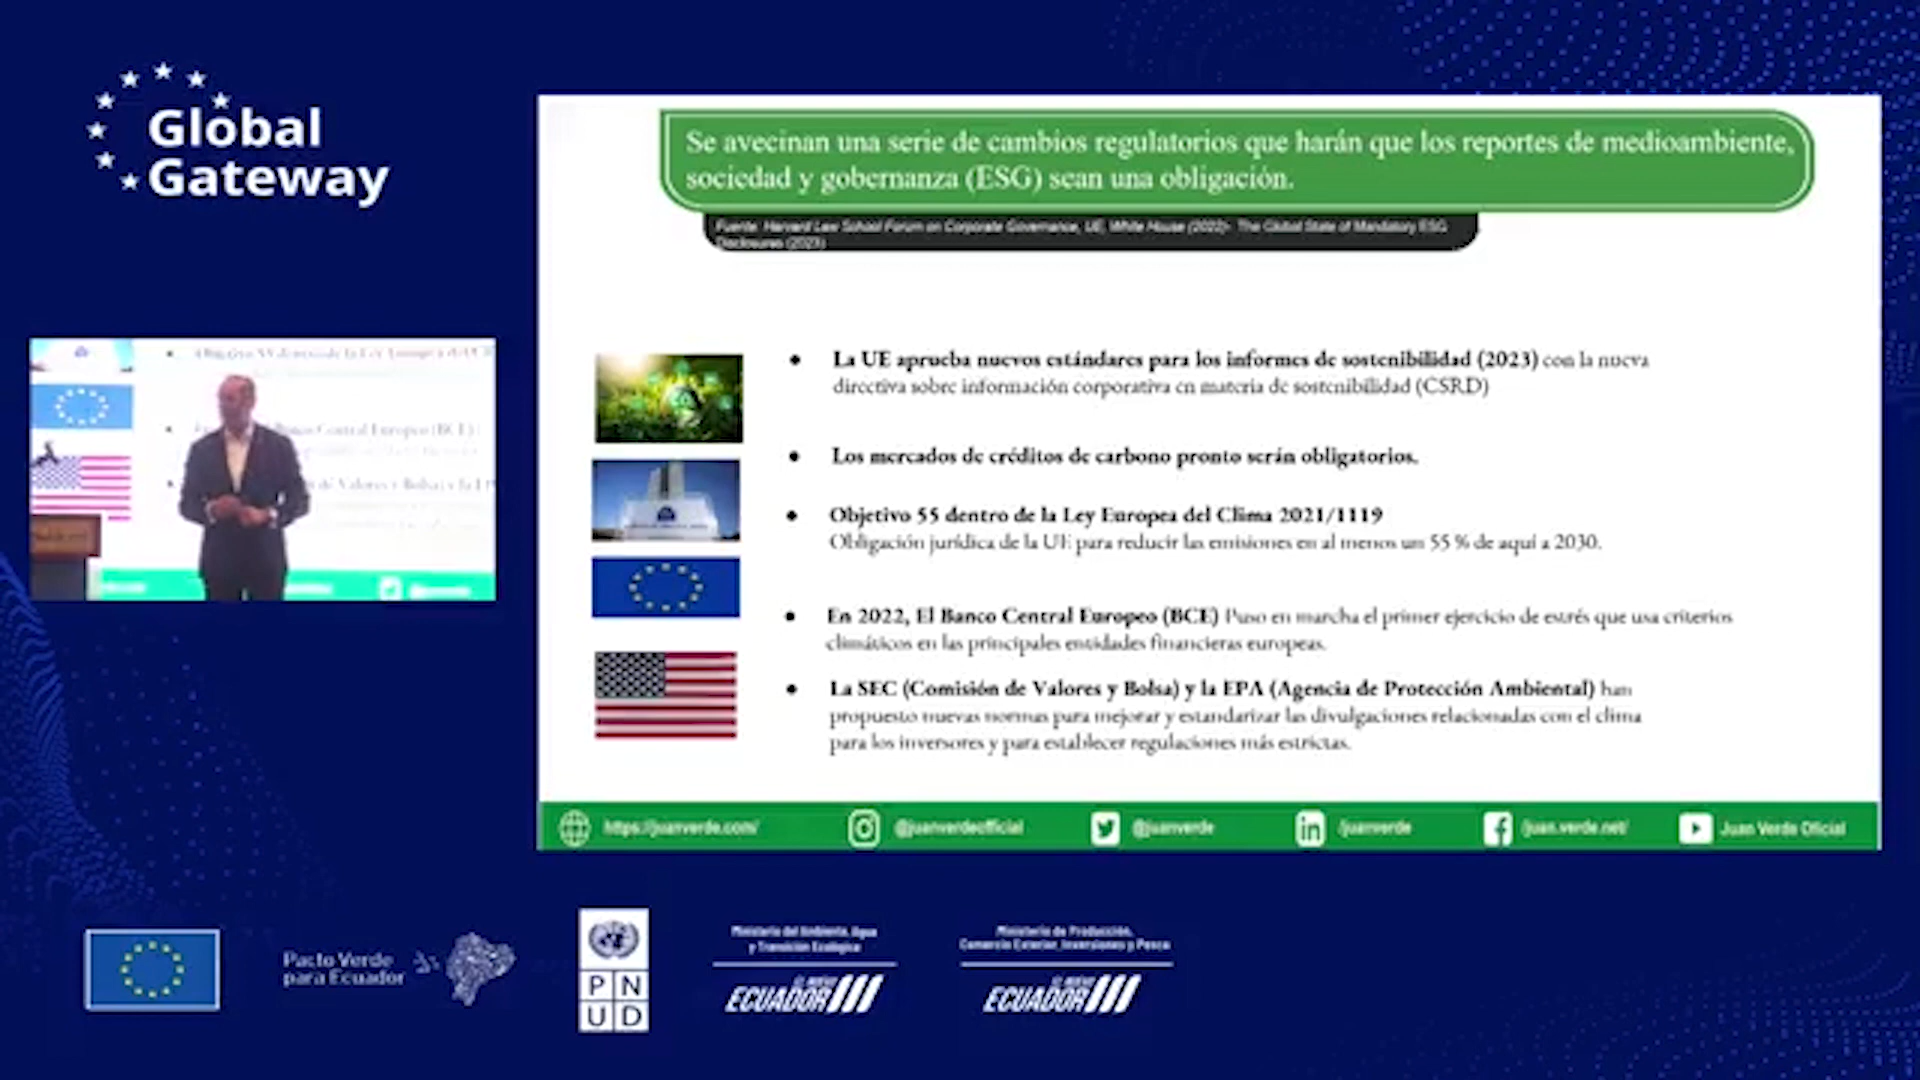 Global
Gateway
Se avecinan una serie de cambios regulatorios que harán que los reportes de medioambiente,
sociedad y gobernanza (ESG) sean una obligación.
Fuente: Harvard Law School Forum on Corporate Governance, UE, White House (2022)- The Global State of Mandatory ESG
Disclosures (2023)
La UE aprueba nuevos estándares para los informes de sostenibilidad (2023) con la nueva
directiva sobre información corporativa en materia de sostenibilidad (CSRD)
Los mercados de créditos de carbono pronto serán obligatorios.
Objetivo 55 dentro de la Ley Europea del Clima 2021/1119
Obligación jurídica de la UE para reducir las emisiones en al menos un 55 % de aquí a 2030.
En 2022, El Banco Central Europeo (BCE) Puso en marcha el primer ejercicio de estrés que usa criterios
climáticos en las principales entidades financieras europeas.
La SEC (Comisión de Valores y Bolsa) y la EPA (Agencia de Protección Ambiental) han
propuesto nuevas normas para mejorar y estandarizar las divulgaciones relacionadas con el clima
para los inversores y para establecer regulaciones más estrictas.
https://juanverde.com/
@juanverdeofficial
@juanverde
/juanverde
/juan.verde.net/
Juan Verde Oficial
Pacto Verde
para Ecuador
P N
U D
Ministerio del Ambiente, Agua
y Transición Ecológica
EL NUEVO
ECUADOR
Ministerio de Producción,
Comercio Exterior, Inversiones y Pesca
EL NUEVO
ECUADOR